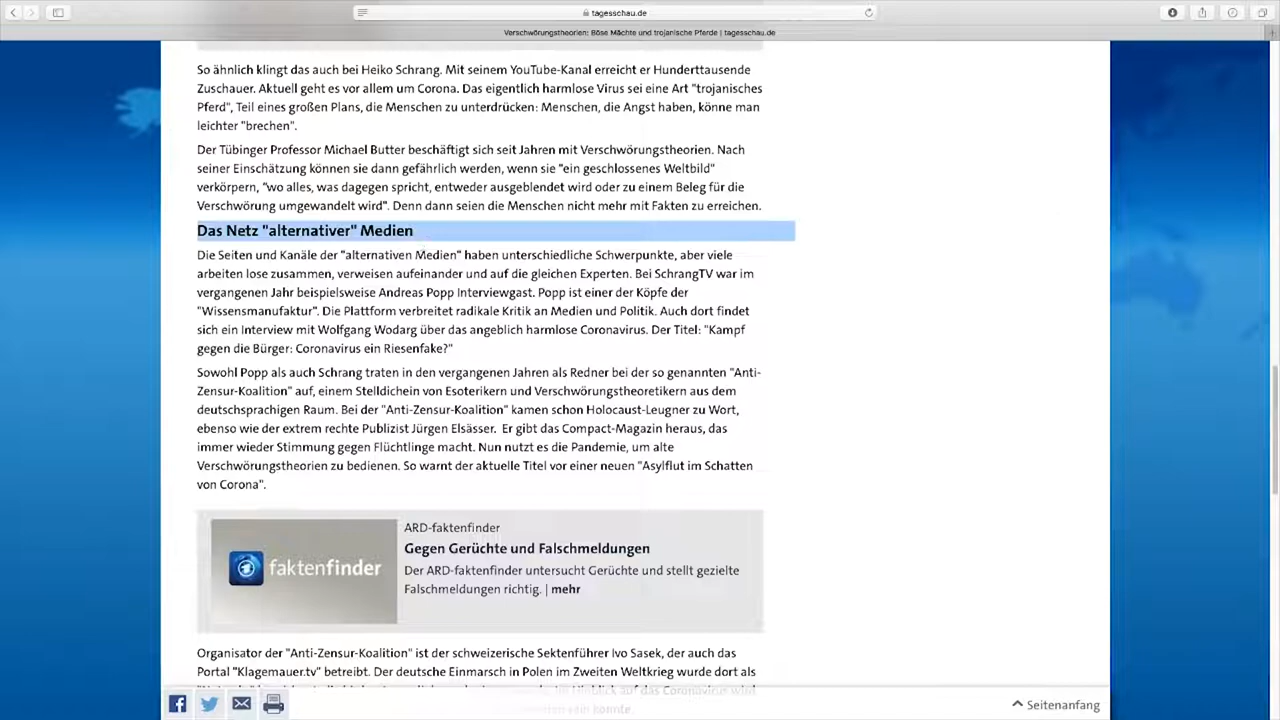 tagesschau.de
Verschwörungstheorien: Böse Mächte und trojanische Pferde | tagesschau.de
So ähnlich klingt das auch bei Heiko Schrang. Mit seinem YouTube-Kanal erreicht er Hunderttausende
Zuschauer. Aktuell geht es vor allem um Corona. Das eigentlich harmlose Virus sei eine Art "trojanisches
Pferd", Teil eines großen Plans, die Menschen zu unterdrücken: Menschen, die Angst haben, könne man
leichter "brechen".
Der Tübinger Professor Michael Butter beschäftigt sich seit Jahren mit Verschwörungstheorien. Nach
seiner Einschätzung können sie dann gefährlich werden, wenn sie "ein geschlossenes Weltbild"
verkörpern, "wo alles, was dagegen spricht, entweder ausgeblendet wird oder zu einem Beleg für die
Verschwörung umgewandelt wird". Denn dann seien die Menschen nicht mehr mit Fakten zu erreichen.
Das Netz "alternativer" Medien
Die Seiten und Kanäle der "alternativen Medien" haben unterschiedliche Schwerpunkte, aber viele
arbeiten lose zusammen, verweisen aufeinander und auf die gleichen Experten. Bei SchrangTV war im
vergangenen Jahr beispielsweise Andreas Popp Interviewgast. Popp ist einer der Köpfe der
"Wissensmanufaktur". Die Plattform verbreitet radikale Kritik an Medien und Politik. Auch dort findet
sich ein Interview mit Wolfgang Wodarg über das angeblich harmlose Coronavirus. Der Titel: "Kampf
gegen die Bürger: Coronavirus ein Riesenfake?"
Sowohl Popp als auch Schrang traten in den vergangenen Jahren als Redner bei der so genannten "Anti-
Zensur-Koalition" auf, einem Stelldichein von Esoterikern und Verschwörungstheoretikern aus dem
deutschsprachigen Raum. Bei der "Anti-Zensur-Koalition" kamen schon Holocaust-Leugner zu Wort,
ebenso wie der extrem rechte Publizist Jürgen Elsässer. Er gibt das Compact-Magazin heraus, das
immer wieder Stimmung gegen Flüchtlinge macht. Nun nutzt es die Pandemie, um alte
Verschwörungstheorien zu bedienen. So warnt der aktuelle Titel vor einer neuen "Asylflut im Schatten
von Corona".
faktenfinder
ARD-faktenfinder
Gegen Gerüchte und Falschmeldungen
Der ARD-faktenfinder untersucht Gerüchte und stellt gezielte
Falschmeldungen richtig. | mehr
Organisator der "Anti-Zensur-Koalition" ist der schweizerische Sektenführer Ivo Sasek, der auch das
Portal "Klagemauer.tv" betreibt. Der deutsche Einmarsch in Polen im Zweiten Weltkrieg wurde dort als
Seitenanfang